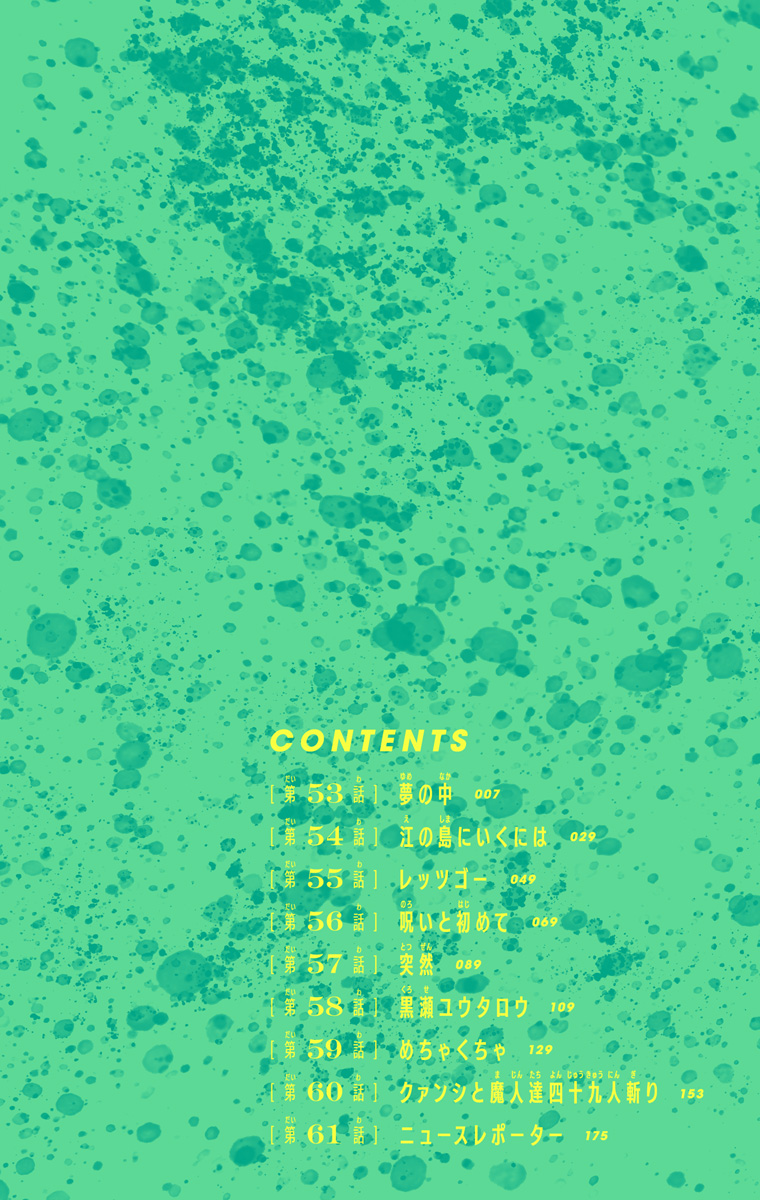 CONTENTS
[第53話] 夢の中 007
[第54話] 江の島にいくには 029
[第55話] レッツゴー 049
[第56話] 呪いと初めて 069
[第57話] 突然 089
[第58話] 黒瀬ユウタロウ 109
[第59話] めちゃくちゃ 129
[第60話] クァンシと魔人達四十九人斬り 153
[第61話] ニュースレポーター 175